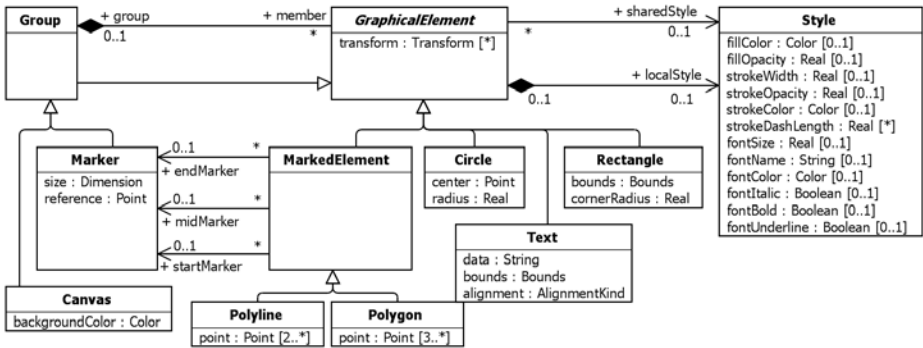 Group
+ group
0..1
+ member
*
GraphicalElement
transform : Transform [*]
+ sharedStyle
*
0..1
+ localStyle
0..1
0..1
Style
fillColor : Color [0..1]
fillOpacity : Real [0..1]
strokeWidth : Real [0..1]
strokeOpacity : Real [0..1]
strokeColor : Color [0..1]
strokeDashLength : Real [*]
fontSize : Real [0..1]
fontName : String [0..1]
fontColor : Color [0..1]
fontItalic : Boolean [0..1]
fontBold : Boolean [0..1]
fontUnderline : Boolean [0..1]
Marker
size : Dimension
reference : Point
0..1
*
+ endMarker
0..1
*
+ midMarker
0..1
*
+ startMarker
MarkedElement
Circle
center : Point
radius : Real
Rectangle
bounds : Bounds
cornerRadius : Real
Text
data : String
bounds : Bounds
alignment : AlignmentKind
Canvas
backgroundColor : Color
Polyline
point : Point [2..*]
Polygon
point : Point [3..*]